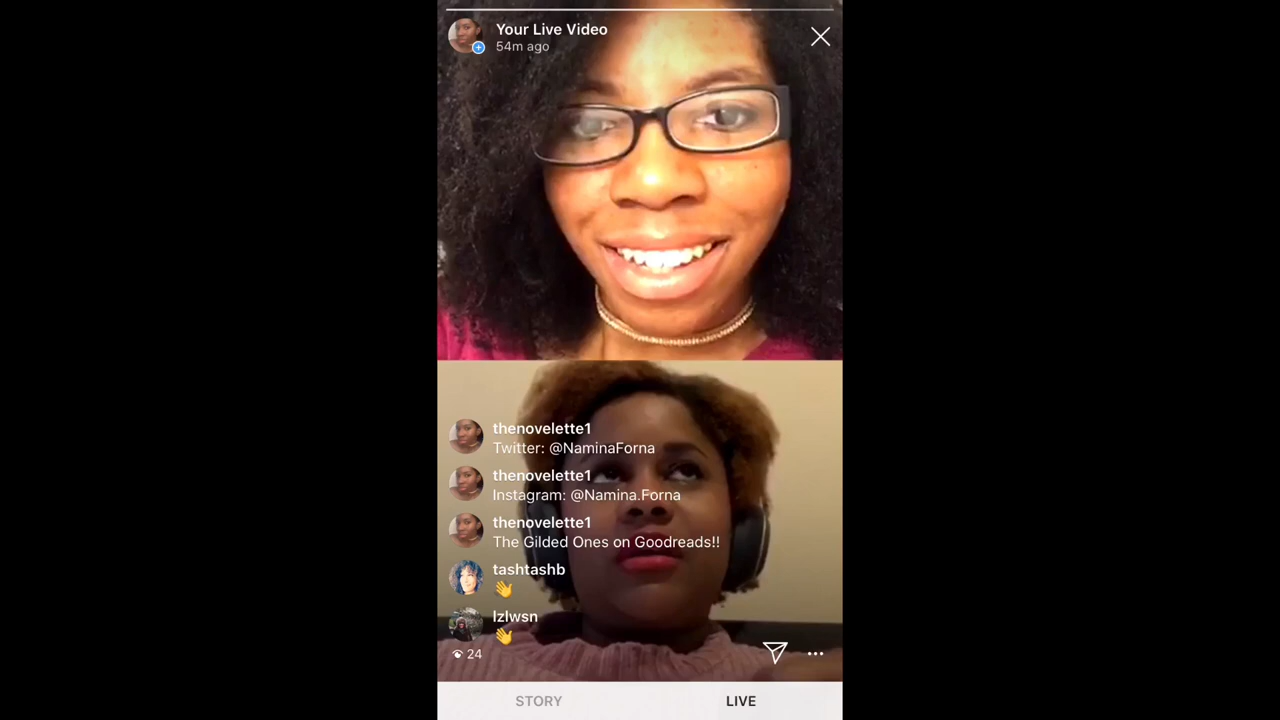 Your Live Video
54m ago
thenovelette1
Twitter: @NaminaForna
thenovelette1
Instagram: @Namina.Forna
thenovelette1
The Gilded Ones on Goodreads!!
tashtashb
👋
lzlwsn
👋
24
STORY LIVE